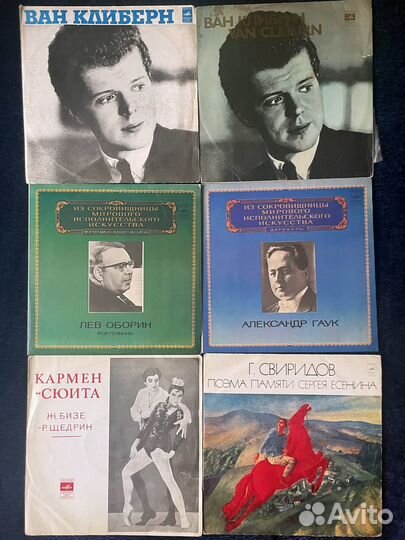 ВАН КЛИБЕРН
ВАН КЛИБЕРН
VAN CLIBURN
ИЗ СОКРОВИЩНИЦЫ
МИРОВОГО
ИСПОЛНИТЕЛЬСКОГО
ИСКУССТВА
ЛЕВ ОБОРИН
ФОРТЕПИАНО
ИЗ СОКРОВИЩНИЦЫ
МИРОВОГО
ИСПОЛНИТЕЛЬСКОГО
ИСКУССТВА
ДИРИЖЕРЫ
АЛЕКСАНДР ГАУК
КАРМЕН
-СЮИТА
Ж. БИЗЕ
-Р. ЩЕДРИН
Г. СВИРИДОВ
ПОЭМА ПАМЯТИ СЕРГЕЯ ЕСЕНИНА
Avito